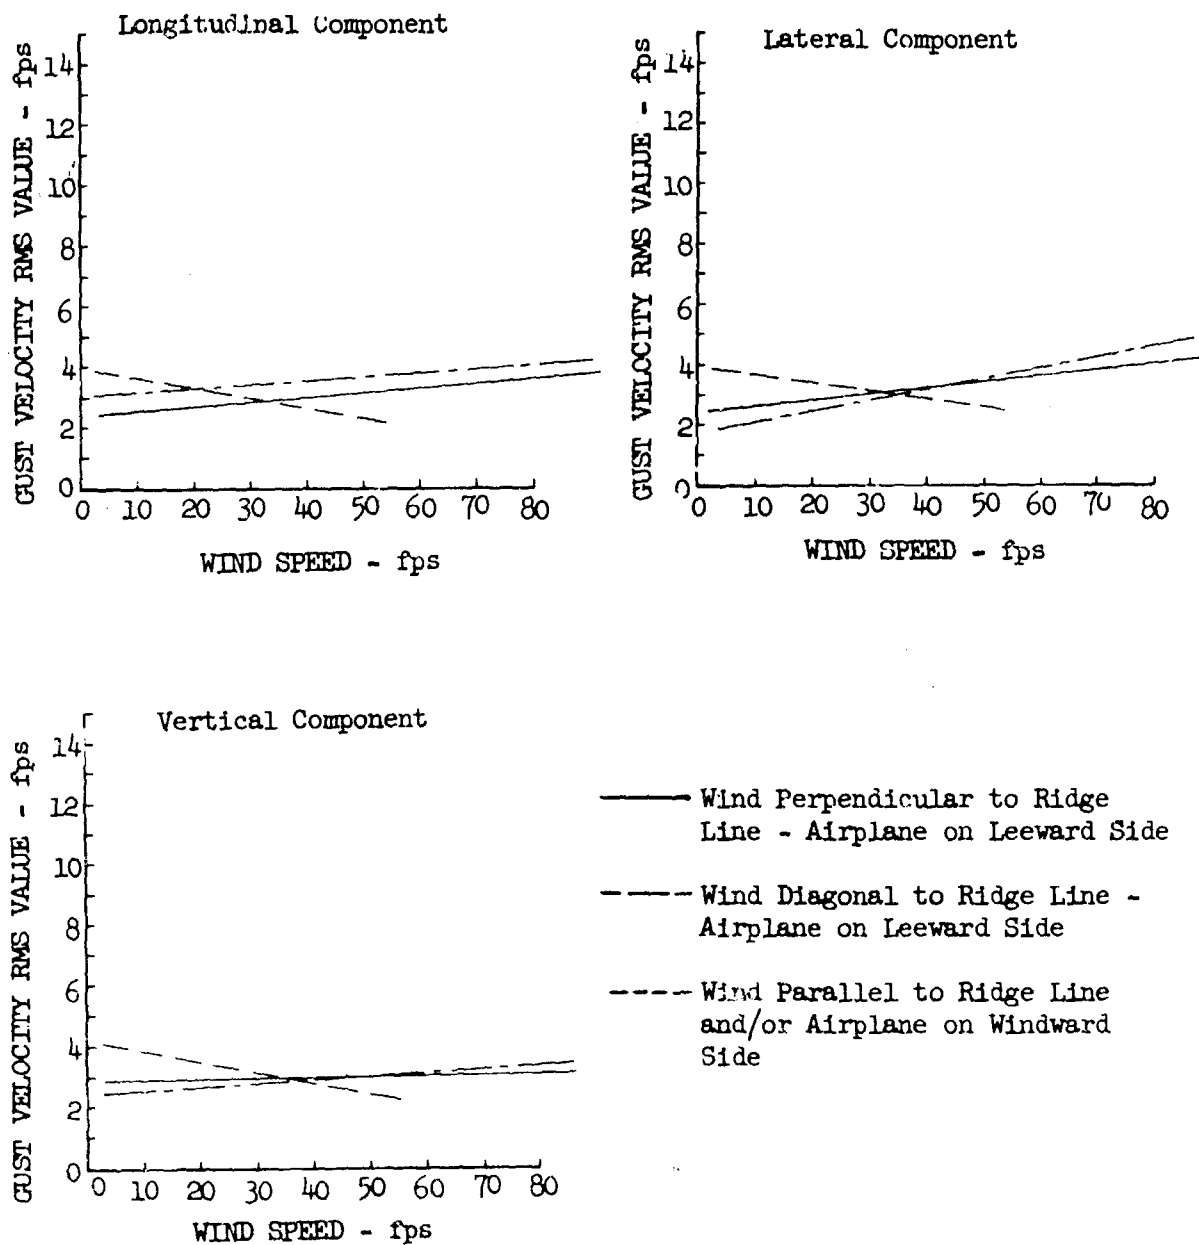 Longitudinal Component
GUST VELOCITY RMS VALUE - fps
14
12
10
8
6
4
2
0
0 10 20 30 40 50 60 70 80
WIND SPEED - fps
Lateral Component
GUST VELOCITY RMS VALUE - fps
14
12
10
8
6
4
2
0
0 10 20 30 40 50 60 70 80
WIND SPEED - fps
Vertical Component
GUST VELOCITY RMS VALUE - fps
14
12
10
8
6
4
2
0
0 10 20 30 40 50 60 70 80
WIND SPEED - fps
Wind Perpendicular to Ridge
Line - Airplane on Leeward Side
Wind Diagonal to Ridge Line -
Airplane on Leeward Side
Wind Parallel to Ridge Line
and/or Airplane on Windward
Side